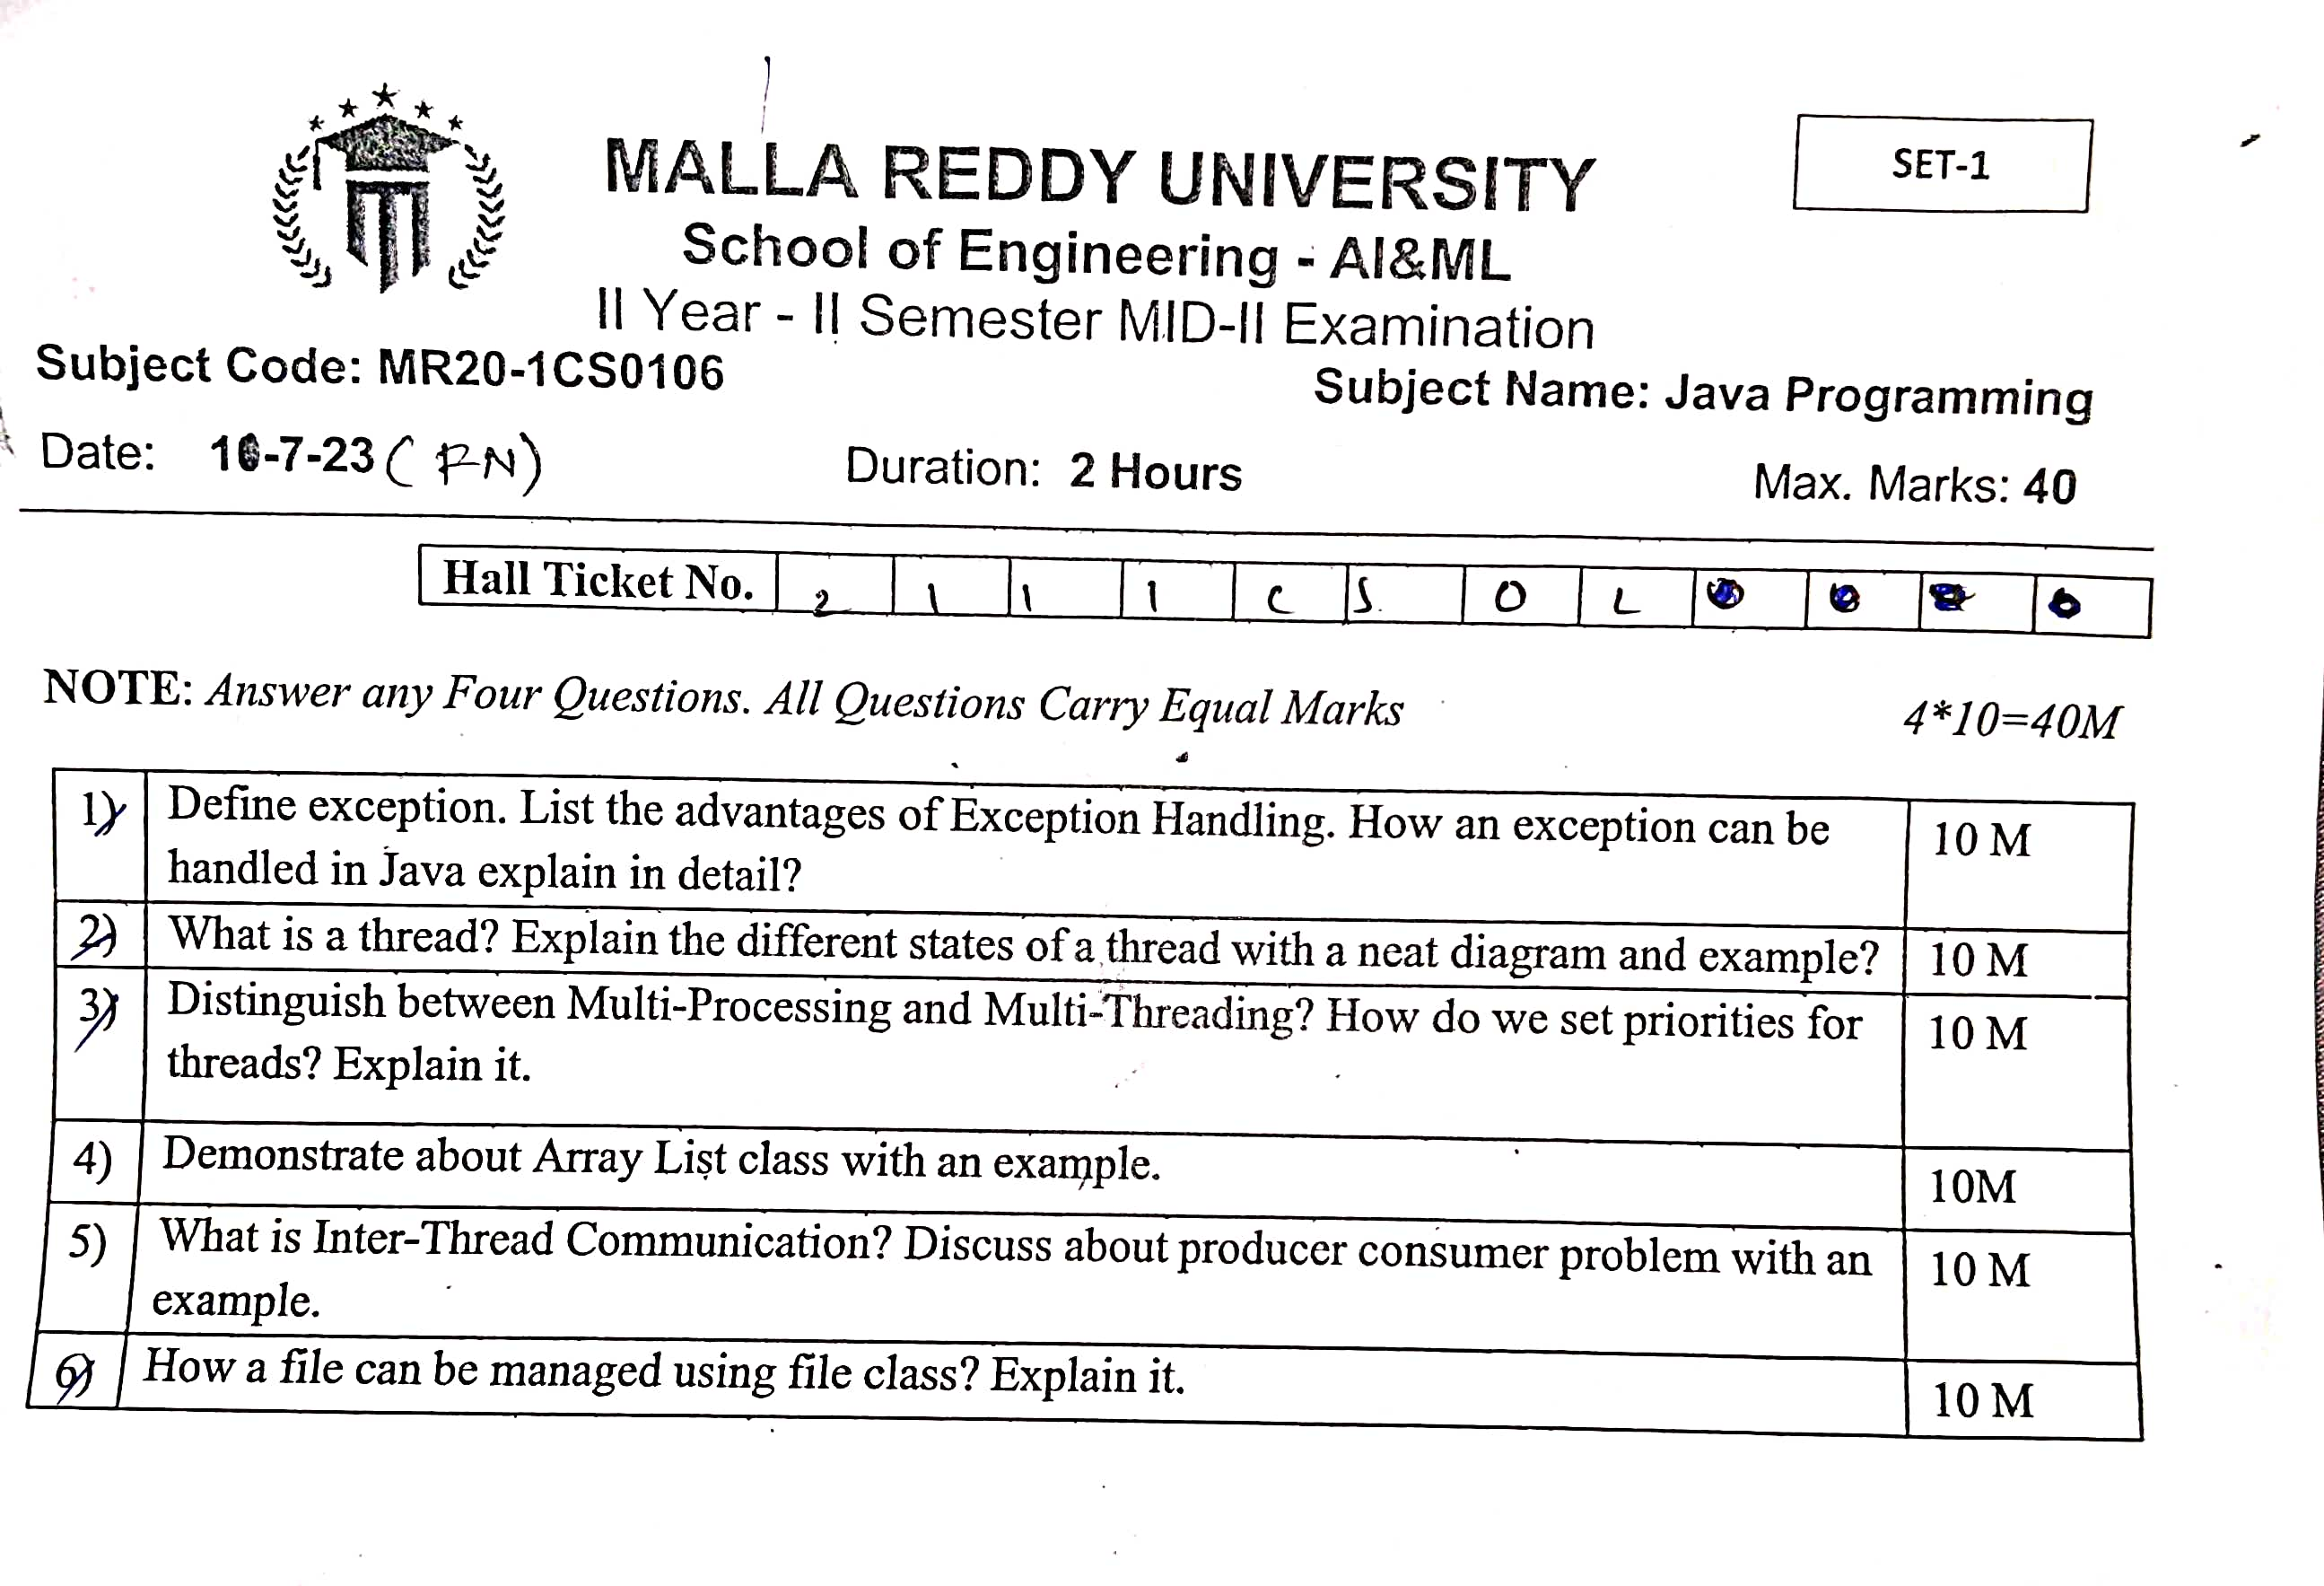 MALLA REDDY UNIVERSITY
SET-1
School of Engineering - AI&ML
II Year - II Semester MID-II Examination
Subject Code: MR20-1CS0106
Subject Name: Java Programming
Date: -7-23 (FN) Duration: 2 Hours Max. Marks: 40
Hall Ticket No. 2 1 1 1 C S 0 L
NOTE: Answer any Four Questions. All Questions Carry Equal Marks 4*10=40M
1) Define exception. List the advantages of Exception Handling. How an exception can be 10 M
handled in Java explain in detail?
2) What is a thread? Explain the different states of a thread with a neat diagram and example? 10 M
3) Distinguish between Multi-Processing and Multi-Threading? How do we set priorities for 10 M
threads? Explain it.
4) Demonstrate about Array List class with an example. 10M
5) What is Inter-Thread Communication? Discuss about producer consumer problem with an 10 M
example.
6) How a file can be managed using file class? Explain it. 10 M